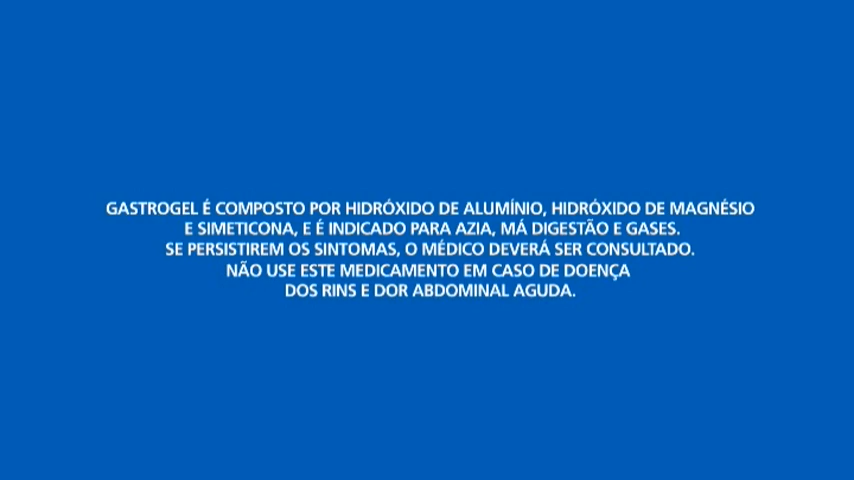 GASTROGEL É COMPOSTO POR HIDRÓXIDO DE ALUMÍNIO, HIDRÓXIDO DE MAGNÉSIO
E SIMETICONA, E É INDICADO PARA AZIA, MÁ DIGESTÃO E GASES.
SE PERSISTIREM OS SINTOMAS, O MÉDICO DEVERÁ SER CONSULTADO.
NÃO USE ESTE MEDICAMENTO EM CASO DE DOENÇA
DOS RINS E DOR ABDOMINAL AGUDA.